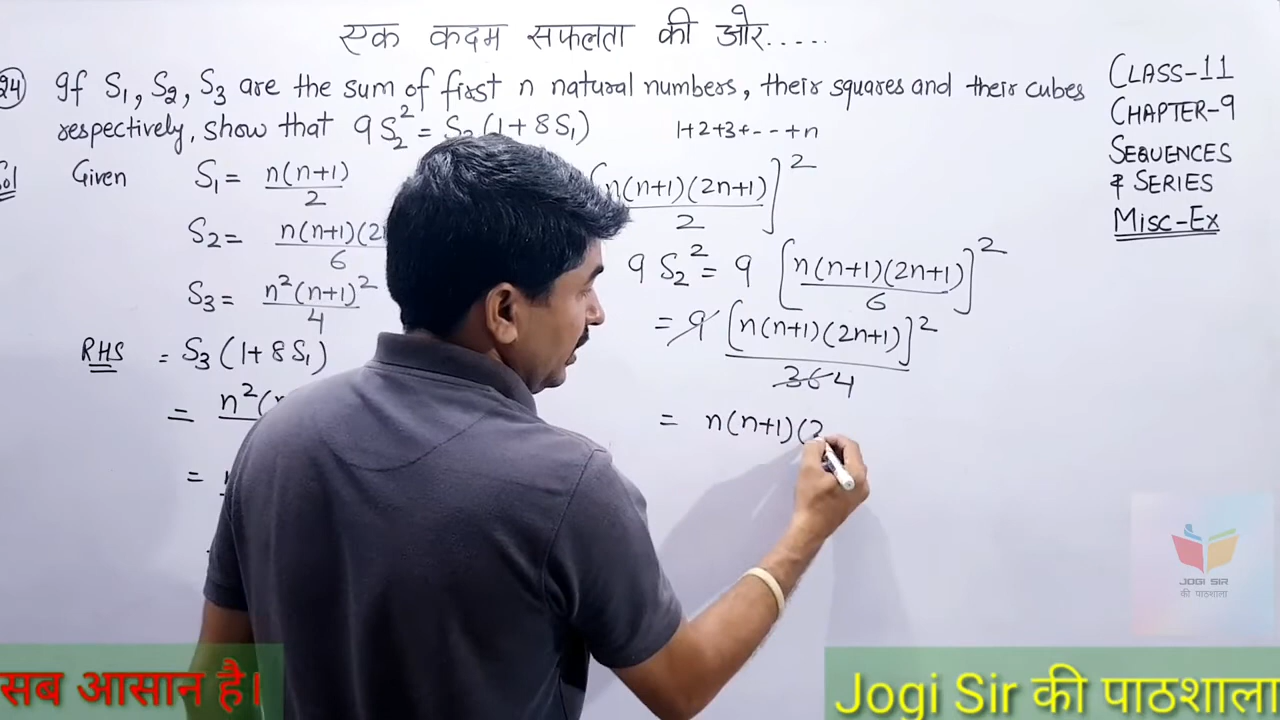 एक कदम सफलता की ओर.....
24) If S₁, S₂, S₃ are the sum of first n natural numbers, their squares and their cubes
respectively, show that 9S₂² = S₃(1+8S₁) 1+2+3+---+n
Sol Given S₁ = n(n+1)/2
S₂ = n(n+1)(2
6
S₃ = n²(n+1)²/4
RHS = S₃(1+8S₁)
= n²(
=
n(n+1)(2n+1)/2]²
9 S₂² = 9 [n(n+1)(2n+1)/6]²
= 9 [n(n+1)(2n+1)]²
36 4
= n(n+1)(2
CLASS-11
CHAPTER-9
SEQUENCES
& SERIES
MISC-EX
JOGI SIR
की पाठशाला
सब आसान है।
Jogi Sir की पाठशाला